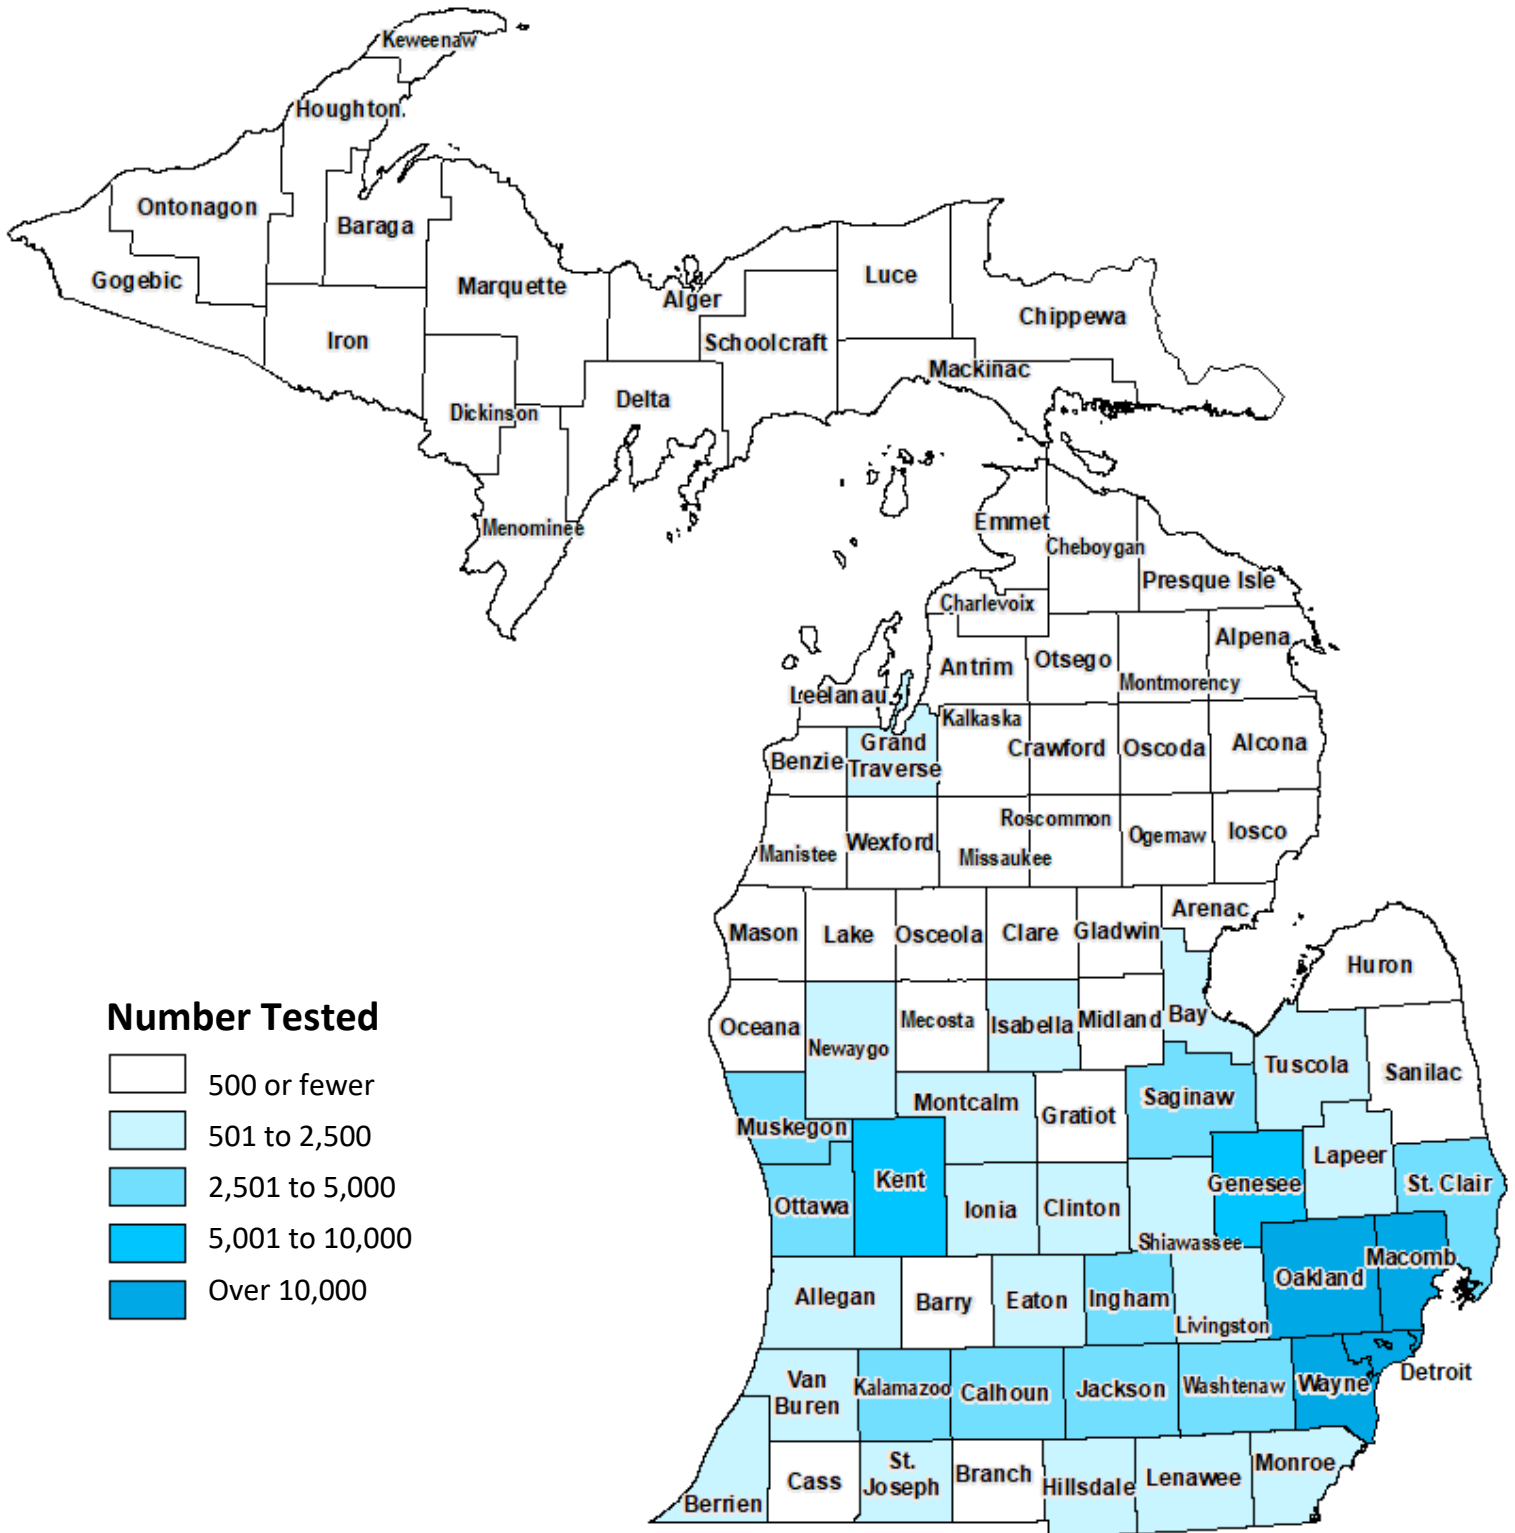 Keweenaw
Houghton
Ontonagon
Baraga
Gogebic
Marquette
Luce
Alger
Chippewa
Iron
Schoolcraft
Mackinac
Delta
Dickinson
Menominee
Emmet
Cheboygan
Presque Isle
Charlevoix
Alpena
Antrim
Otsego
Montmorency
Leelanau
Kalkaska
Grand
Traverse
Crawford
Oscoda
Alcona
Benzie
Roscommon
Manistee
Wexford
Missaukee
Ogemaw
Iosco
Arenac
Mason
Lake
Osceola
Clare
Gladwin
Huron
Number Tested
500 or fewer
501 to 2,500
2,501 to 5,000
5,001 to 10,000
Over 10,000
Oceana
Newaygo
Mecosta
Isabella
Midland
Bay
Tuscola
Sanilac
Montcalm
Gratiot
Saginaw
Muskegon
Kent
Lapeer
Genesee
St. Clair
Ottawa
Ionia
Clinton
Shiawassee
Macomb
Oakland
Allegan
Barry
Eaton
Ingham
Livingston
Detroit
Van
Buren
Kalamazoo
Calhoun
Jackson
Washtenaw
Wayne
Berrien
Cass
St.
Joseph
Branch
Hillsdale
Lenawee
Monroe